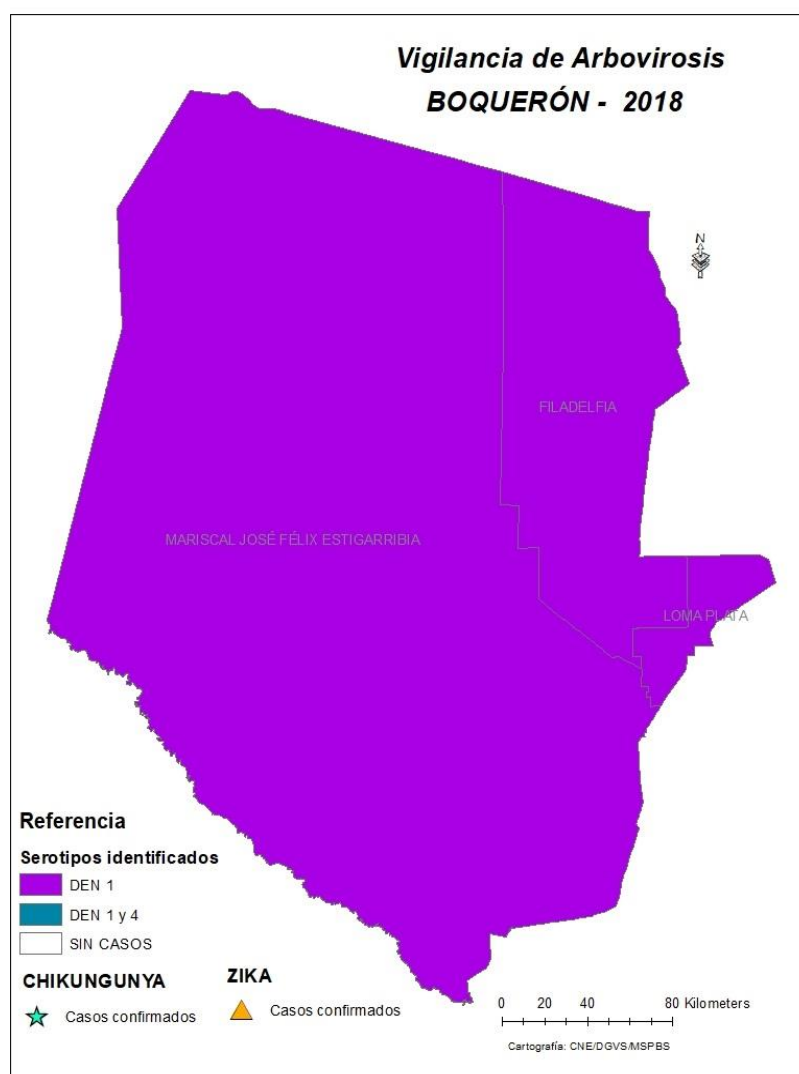 Vigilancia de Arbovirosis
BOQUERÓN - 2018
N
FILADELFIA
MARISCAL JOSÉ FÉLIX ESTIGARRIBIA
LOMA PLATA
Referencia
Serotipos identificados
DEN 1
DEN 1 y 4
SIN CASOS
CHIKUNGUNYA
Casos confirmados
ZIKA
Casos confirmados
0 20 40 80 Kilometers
Cartografía: CNE/DGVS/MSPBS